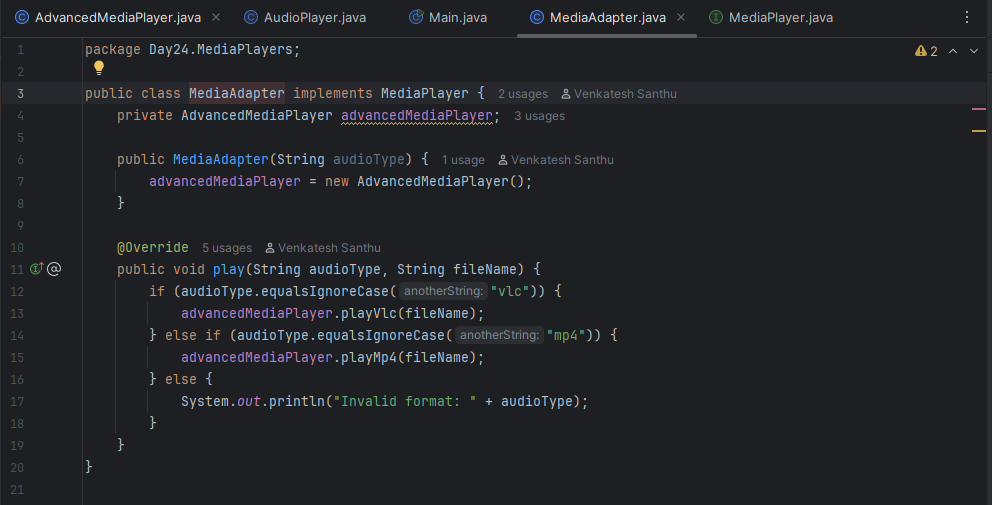 AdvancedMediaPlayer.java AudioPlayer.java Main.java MediaAdapter.java MediaPlayer.java
1 package Day24.MediaPlayers; 2
2
3 public class MediaAdapter implements MediaPlayer { 2 usages Venkatesh Santhu
4 private AdvancedMediaPlayer advancedMediaPlayer; 3 usages
5
6 public MediaAdapter(String audioType) { 1 usage Venkatesh Santhu
7 advancedMediaPlayer = new AdvancedMediaPlayer();
8 }
9
10 @Override 5 usages Venkatesh Santhu
11 public void play(String audioType, String fileName) {
12 if (audioType.equalsIgnoreCase( anotherString: "vlc")) {
13 advancedMediaPlayer.playVlc(fileName);
14 } else if (audioType.equalsIgnoreCase( anotherString: "mp4")) {
15 advancedMediaPlayer.playMp4(fileName);
16 } else {
17 System.out.println("Invalid format: " + audioType);
18 }
19 }
20 }
21